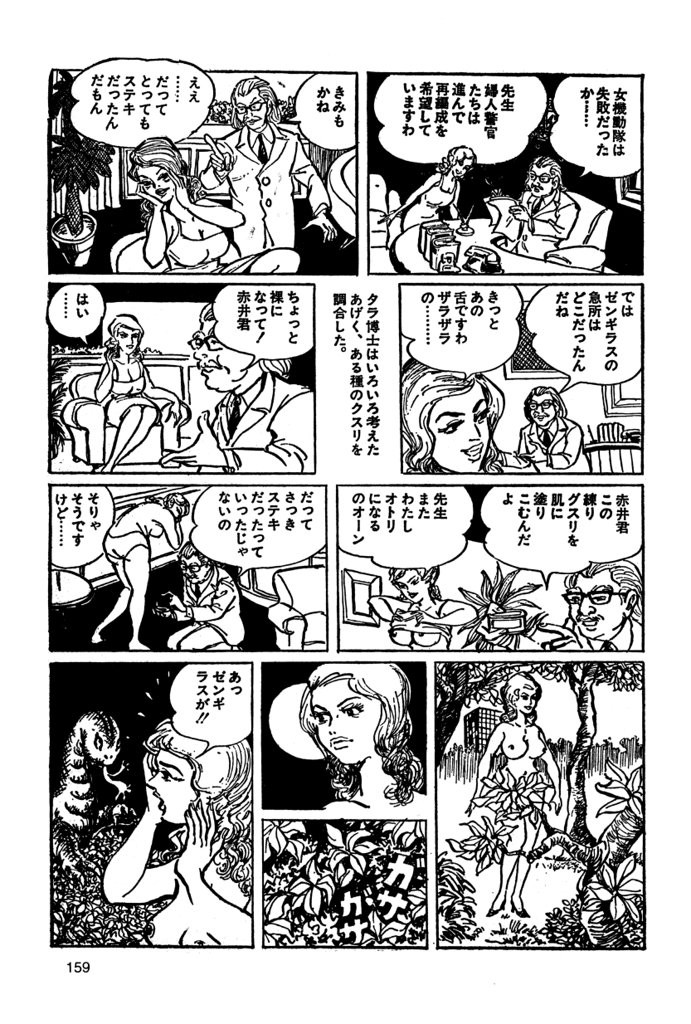 女機動隊は
失敗だった
か……
先生
婦人警官
たちは
進んで
再編成を
希望して
いますわ
きみも
かね
ええ
……
だって
とっても
ステキ
だったん
だもん
では
ゼンギラスの
急所は
どこだったん
だね
きっと
あの
舌ですわ
ザラザラ
の……
タラ博士はいろいろ考えた
あげく、ある種のクスリを
調合した。
ちょっと
裸に
なって!
赤井君
はい
……
赤井君
この
練り
グスリを
肌に
塗り
こむんだ
よ
先生
また
わたし
オトリ
になる
のオーン
だって
さっき
ステキ
だったって
いったじゃ
ないの
そりゃ
そうです
けど……
ガサ
ガサ
あっ
ゼンギ
ラスが!!
159